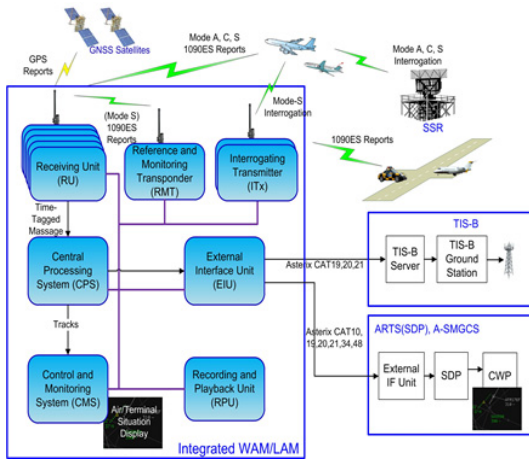 GNSS Satellites
GPS
Reports
Mode A, C, S
1090ES Reports
Mode A, C, S
Interrogation
SSR
(Mode S)
1090ES
Reports
Mode-S
Interrogation
1090ES Reports
Receiving Unit
(RU)
Reference and
Monitoring
Transponder
(RMT)
Interrogating
Transmitter
(ITx)
Time-
Tagged
Massage
Central
Processing
System (CPS)
External
Interface Unit
(EIU)
Tracks
Control and
Monitoring
System (CMS)
Recording and
Playback Unit
(RPU)
Air/Terminal
Situation
Display
Integrated WAM/LAM
Asterix CAT19,20,21
Asterix CAT10,
19,20,21,34,48
TIS-B
TIS-B
Server
TIS-B
Ground
Station
ARTS(SDP), A-SMGCS
External
IF Unit
SDP
CWP